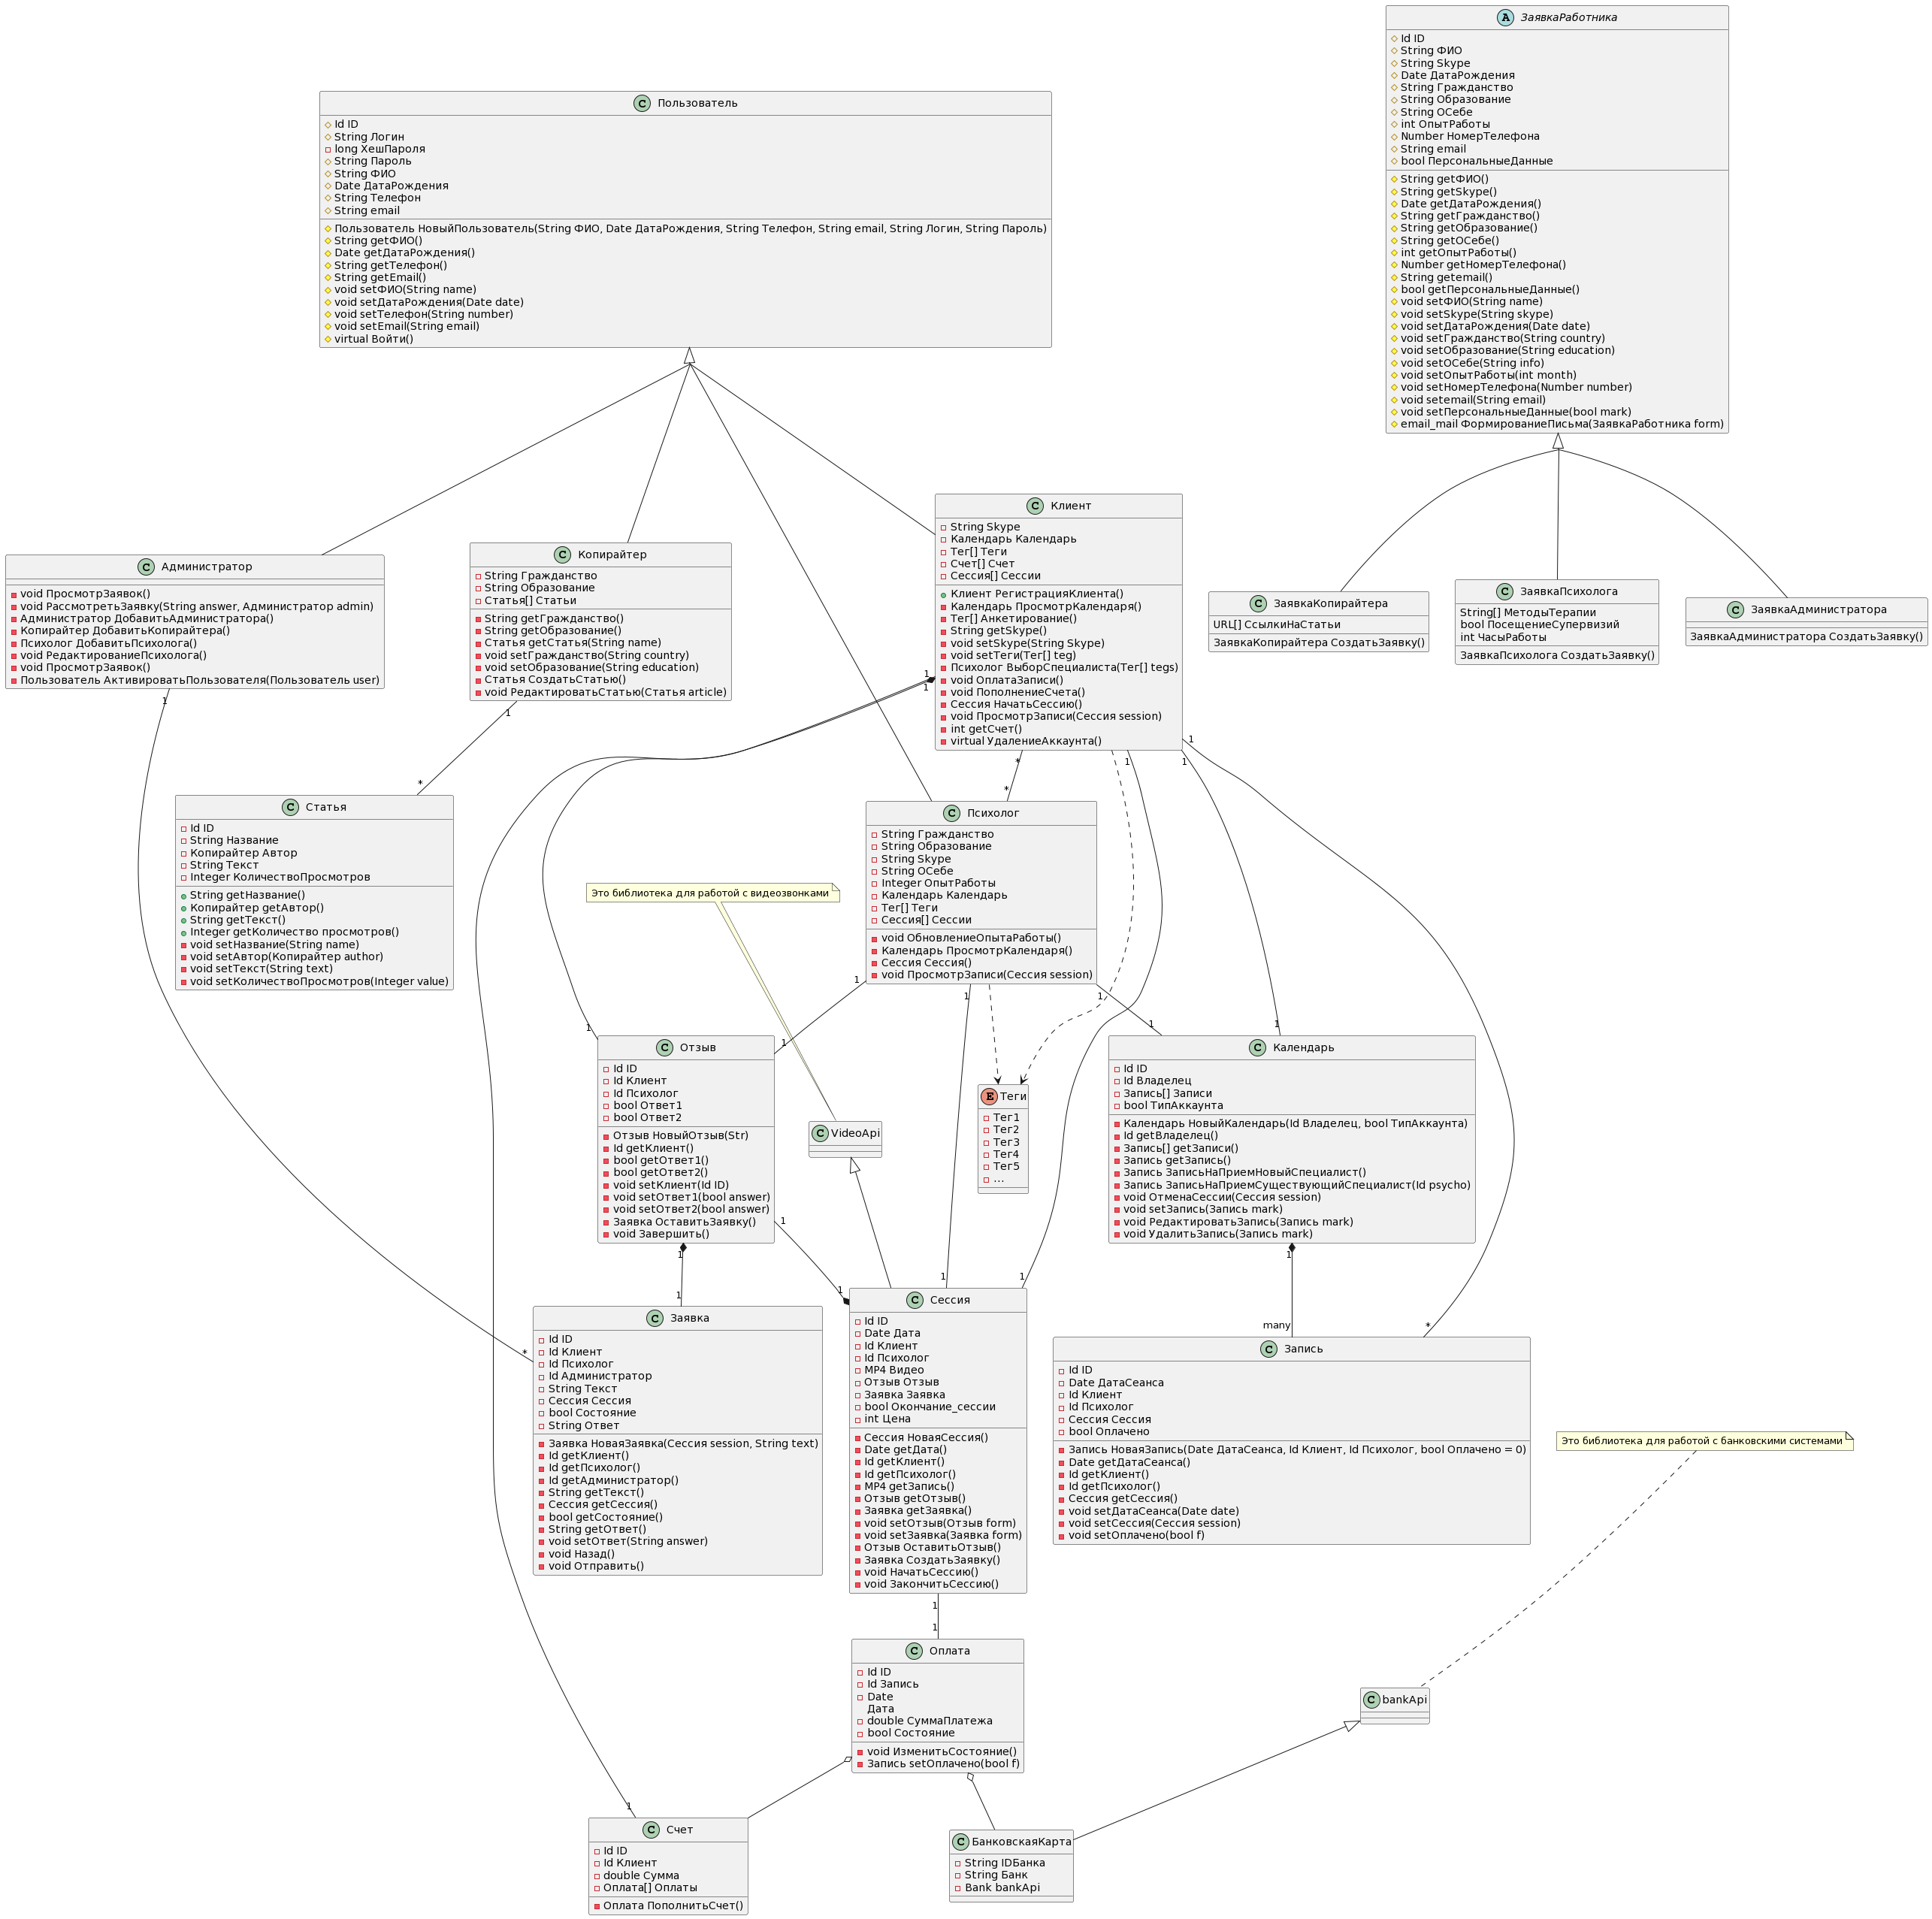 ЗаявкаРаботника
Id ID
String ФИО
String Skype
Date ДатаРождения
String Гражданство
String Образование
String ОСебе
int ОпытРаботы
Number НомерТелефона
String email
bool ПерсональныеДанные
String getФИО()
String getSkype()
Date getДатаРождения()
String getГражданство()
String getОбразование()
String getОСебе()
int getОпытРаботы()
Number getНомерТелефона()
String getemail()
bool getПерсональныеДанные()
void setФИО(String name)
void setSkype(String skype)
void setДатаРождения(Date date)
void setГражданство(String country)
void setОбразование(String education)
void setОСебе(String info)
void setОпытРаботы(int month)
void setНомерТелефона(Number number)
void setemail(String email)
void setПерсональныеДанные(bool mark)
email_mail ФормированиеПисьма(ЗаявкаРаботника form)
Пользователь
Id ID
String Логин
long ХешПароля
String Пароль
String ФИО
Date ДатаРождения
String Телефон
String email
Пользователь НовыйПользователь(String ФИО, Date ДатаРождения, String Телефон, String email, String Логин, String Пароль)
String getФИО()
Date getДатаРождения()
String getТелефон()
String getEmail()
void setФИО(String name)
void setДатаРождения(Date date)
void setТелефон(String number)
void setEmail(String email)
virtual Войти()
Администратор
void ПросмотрЗаявок()
void РассмотретьЗаявку(String answer, Администратор admin)
Администратор ДобавитьАдминистратора()
Копирайтер ДобавитьКопирайтера()
Психолог ДобавитьПсихолога()
void РедактированиеПсихолога()
void ПросмотрЗаявок()
Пользователь АктивироватьПользователя(Пользователь user)
1
Копирайтер
String Гражданство
String Образование
Статья[] Статьи
String getГражданство()
String getОбразование()
Статья getСтатья(String name)
void setГражданство(String country)
void setОбразование(String education)
Статья СоздатьСтатью()
void РедактироватьСтатью(Статья article)
1
*
Клиент
String Skype
Календарь Календарь
Тег[] Теги
Счет[] Счет
Сессия[] Сессии
Клиент РегистрацияКлиента()
Календарь ПросмотрКалендаря()
Тег[] Анкетирование()
String getSkype()
void setSkype(String Skype)
void setТеги(Тег[] teg)
Психолог ВыборСпециалиста(Тег[] tegs)
void ОплатаЗаписи()
void ПополнениеСчета()
Сессия НачатьСессию()
void ПросмотрЗаписи(Сессия session)
int getСчет()
virtual УдалениеАккаунта()
1
1
*
1
1
1
*
ЗаявкаКопирайтера
URL[] СсылкиНаСтатьи
ЗаявкаКопирайтера СоздатьЗаявку()
ЗаявкаПсихолога
String[] МетодыТерапии
bool ПосещениеСупервизий
int ЧасыРаботы
ЗаявкаПсихолога СоздатьЗаявку()
ЗаявкаАдминистратора
ЗаявкаАдминистратора СоздатьЗаявку()
Статья
Id ID
String Название
Копирайтер Автор
String Текст
Integer КоличествоПросмотров
String getНазвание()
Копирайтер getАвтор()
String getТекст()
Integer getКоличество просмотров()
void setНазвание(String name)
void setАвтор(Копирайтер author)
void setТекст(String text)
void setКоличествоПросмотров(Integer value)
Это библиотека для работой с видеозвонками
Психолог
String Гражданство
String Образование
String Skype
String ОСебе
Integer ОпытРаботы
Календарь Календарь
Тег[] Теги
Сессия[] Сессии
void ОбновлениеОпытаРаботы()
Календарь ПросмотрКалендаря()
Сессия Сессия()
void ПросмотрЗаписи(Сессия session)
1
1
1
1
1
1
1
Отзыв
Id ID
Id Клиент
Id Психолог
bool Ответ1
bool Ответ2
Отзыв НовыйОтзыв(Str)
Id getКлиент()
bool getОтвет1()
bool getОтвет2()
void setКлиент(Id ID)
void setОтвет1(bool answer)
void setОтвет2(bool answer)
Заявка ОставитьЗаявку()
void Завершить()
1
1
VideoApi
Теги
Тег1
Тег2
Тег3
Тег4
Тег5
...
Календарь
Id ID
Id Владелец
Запись[] Записи
bool ТипАккаунта
Календарь НовыйКалендарь(Id Владелец, bool ТипАккаунта)
Id getВладелец()
Запись[] getЗаписи()
Запись getЗапись()
Запись ЗаписьНаПриемНовыйСпециалист()
Запись ЗаписьНаПриемСуществующийСпециалист(Id psycho)
void ОтменаСессии(Сессия session)
void setЗапись(Запись mark)
void РедактироватьЗапись(Запись mark)
void УдалитьЗапись(Запись mark)
1
many
*
1
*
1
1
1
Заявка
Id ID
Id Клиент
Id Психолог
Id Администратор
String Текст
Сессия Сессия
bool Состояние
String Ответ
Заявка НоваяЗаявка(Сессия session, String text)
Id getКлиент()
Id getПсихолог()
Id getАдминистратор()
String getТекст()
Сессия getСессия()
bool getСостояние()
String getОтвет()
void setОтвет(String answer)
void Назад()
void Отправить()
Сессия
Id ID
Date Дата
Id Клиент
Id Психолог
MP4 Видео
Отзыв Отзыв
Заявка Заявка
bool Окончание_сессии
int Цена
Сессия НоваяСессия()
Date getДата()
Id getКлиент()
Id getПсихолог()
MP4 getЗапись()
Отзыв getОтзыв()
Заявка getЗаявка()
void setОтзыв(Отзыв form)
void setЗаявка(Заявка form)
Отзыв ОставитьОтзыв()
Заявка СоздатьЗаявку()
void НачатьСессию()
void ЗакончитьСессию()
1
1
Запись
Id ID
Date ДатаСеанса
Id Клиент
Id Психолог
Сессия Сессия
bool Оплачено
Запись НоваяЗапись(Date ДатаСеанса, Id Клиент, Id Психолог, bool Оплачено = 0)
Date getДатаСеанса()
Id getКлиент()
Id getПсихолог()
Сессия getСессия()
void setДатаСеанса(Date date)
void setСессия(Сессия session)
void setОплачено(bool f)
Это библиотека для работой с банковскими системами
Оплата
Id ID
Id Запись
Date
Дата
double СуммаПлатежа
bool Состояние
void ИзменитьСостояние()
Запись setОплачено(bool f)
bankApi
1
Счет
Id ID
Id Клиент
double Сумма
Оплата[] Оплаты
Оплата ПополнитьСчет()
БанковскаяКарта
String IDБанка
String Банк
Bank bankApi